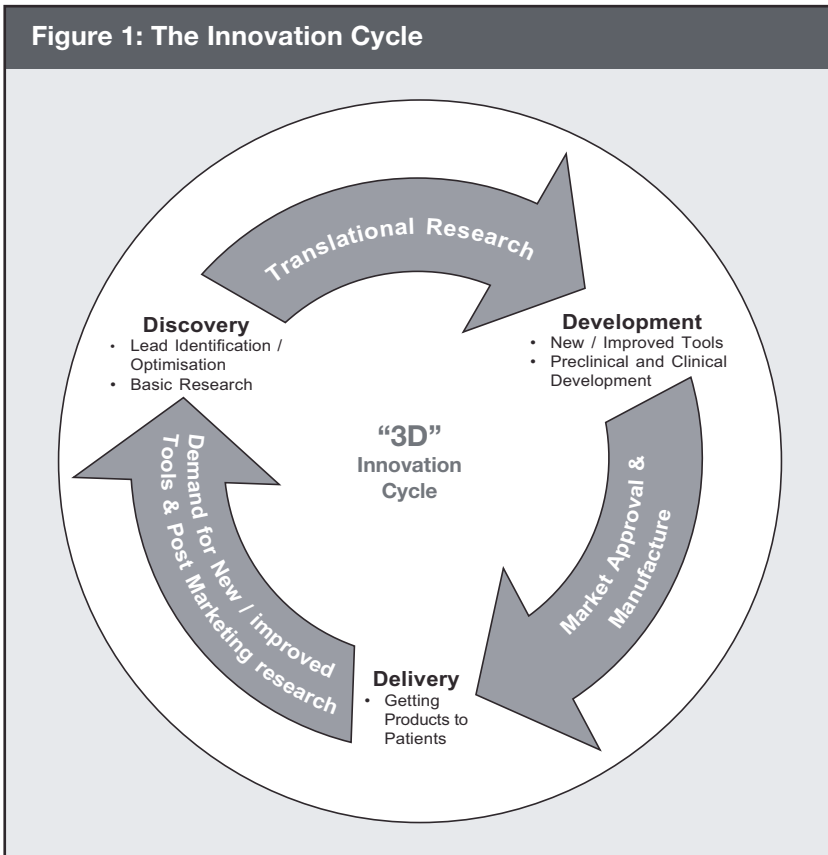 Figure 1: The Innovation Cycle
Translational Research
Discovery
• Lead Identification /
Optimisation
• Basic Research
Development
• New / Improved Tools
• Preclinical and Clinical
Development
“3D”
Innovation
Cycle
Market Approval &
Manufacture
Delivery
• Getting
Products to
Patients
Demand for New / improved
Tools & Post Marketing research